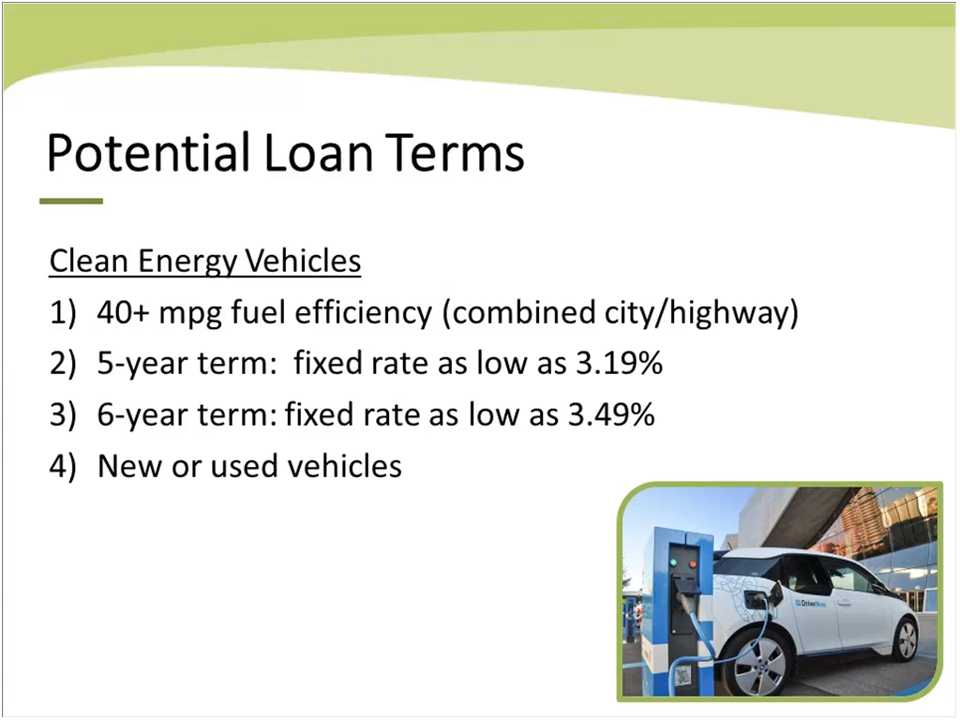 Potential Loan Terms
Clean Energy Vehicles
1) 40+ mpg fuel efficiency (combined city/highway)
2) 5-year term:  fixed rate as low as 3.19%
3) 6-year term: fixed rate as low as 3.49%
4) New or used vehicles
DriveNow